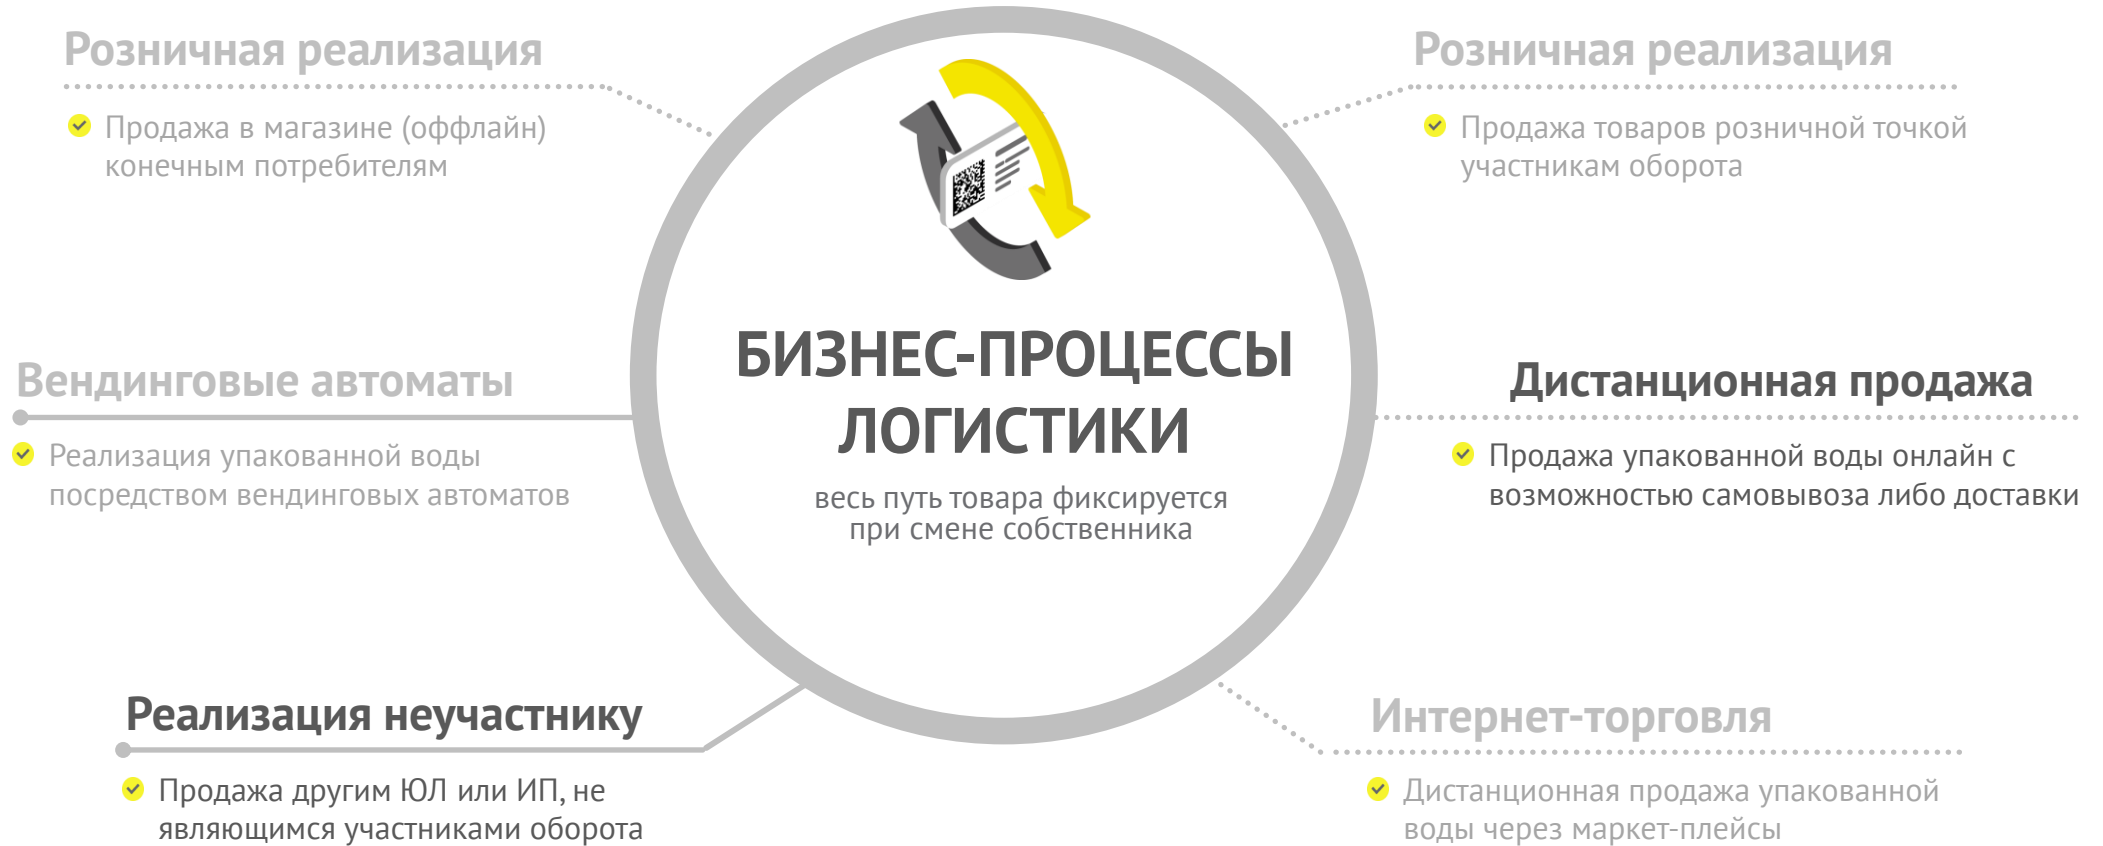 Розничная реализация
Продажа в магазине (оффлайн)
конечным потребителям
Розничная реализация
Продажа товаров розничной точкой
участникам оборота
БИЗНЕС-ПРОЦЕССЫ
ЛОГИСТИКИ
весь путь товара фиксируется
при смене собственника
Вендинговые автоматы
Реализация упакованной воды
посредством вендинговых автоматов
Дистанционная продажа
Продажа упакованной воды онлайн с
возможностью самовывоза либо доставки
Реализация неучастнику
Продажа другим ЮЛ или ИП, не
являющимся участниками оборота
Интернет-торговля
Дистанционная продажа упакованной
воды через маркет-плейсы